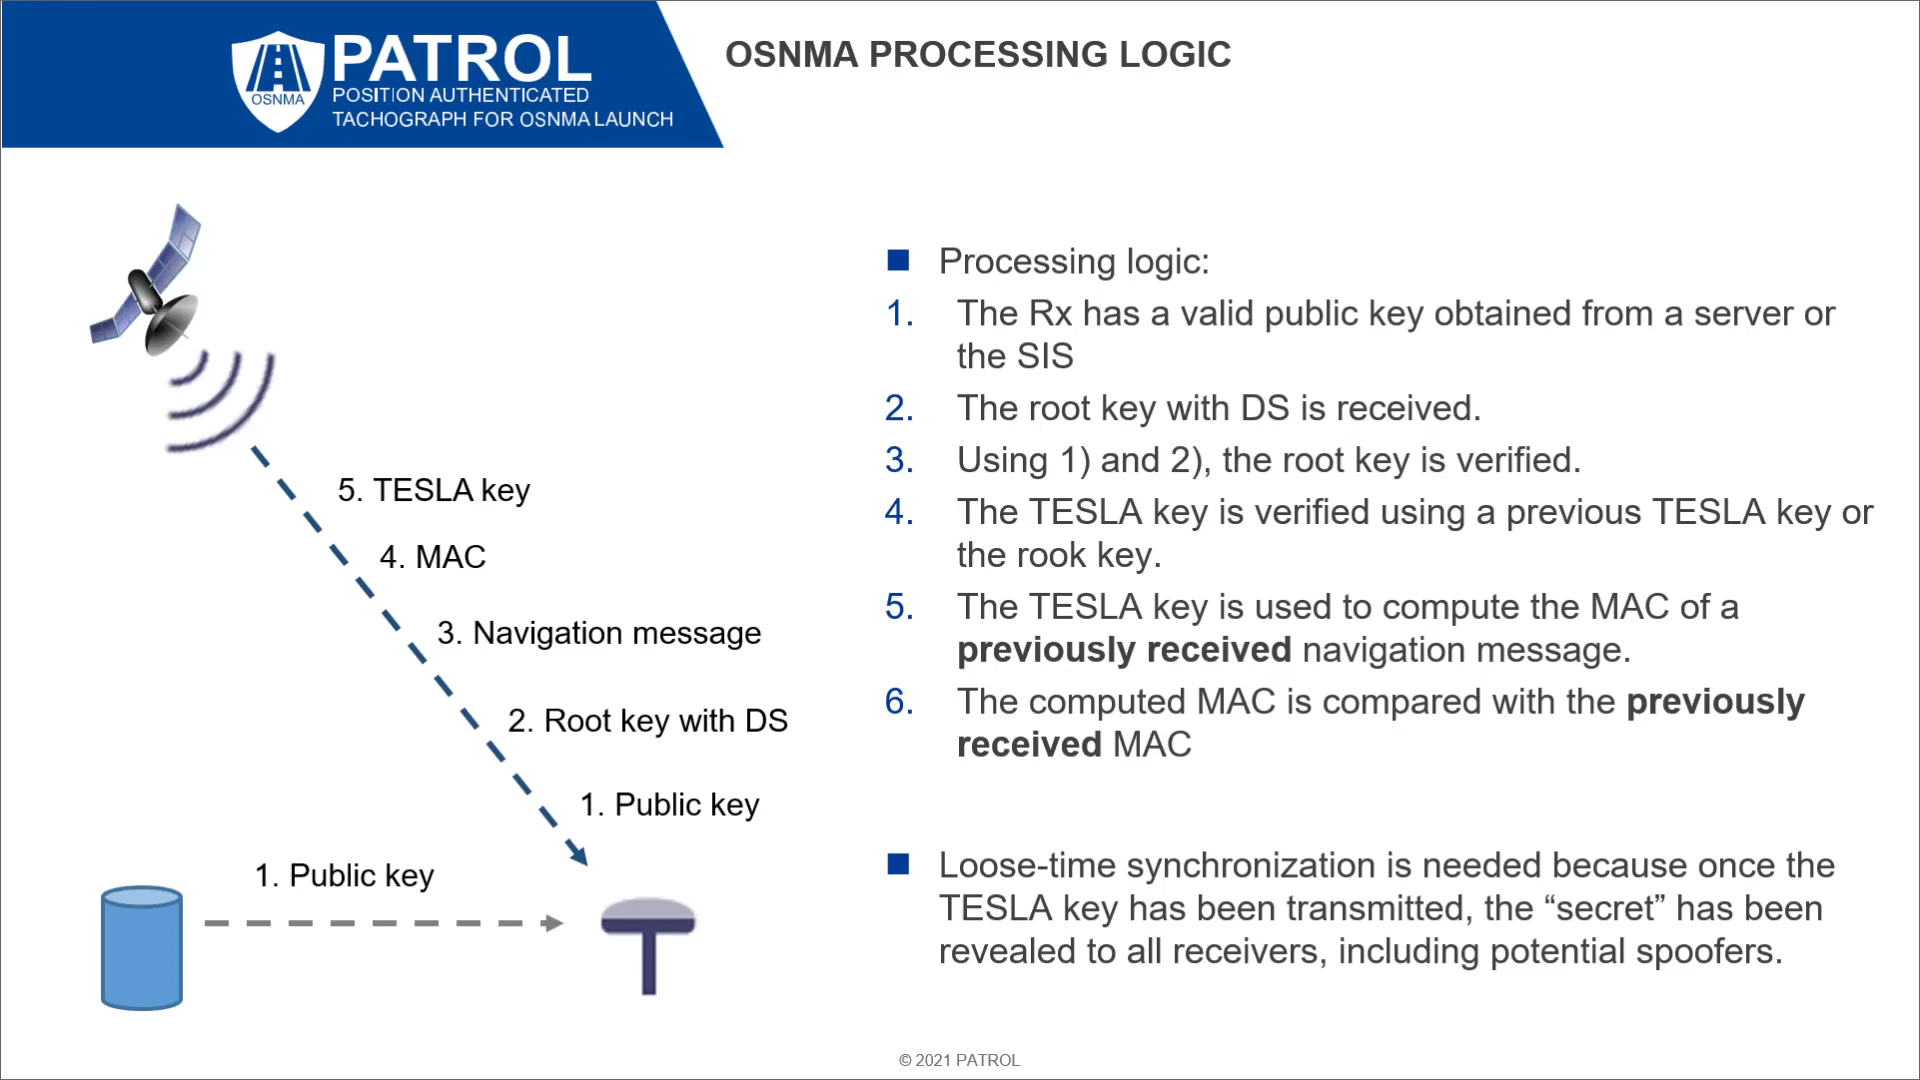 OSNMA
PATROL
POSITION AUTHENTICATED
TACHOGRAPH FOR OSNMA LAUNCH
OSNMA PROCESSING LOGIC
5. TESLA key
4. MAC
3. Navigation message
2. Root key with DS
1. Public key
1. Public key
Processing logic:
1. The Rx has a valid public key obtained from a server or
the SIS
2. The root key with DS is received.
3. Using 1) and 2), the root key is verified.
4. The TESLA key is verified using a previous TESLA key or
the rook key.
5. The TESLA key is used to compute the MAC of a
previously received navigation message.
6. The computed MAC is compared with the previously
received MAC
Loose-time synchronization is needed because once the
TESLA key has been transmitted, the “secret” has been
revealed to all receivers, including potential spoofers.
© 2021 PATROL